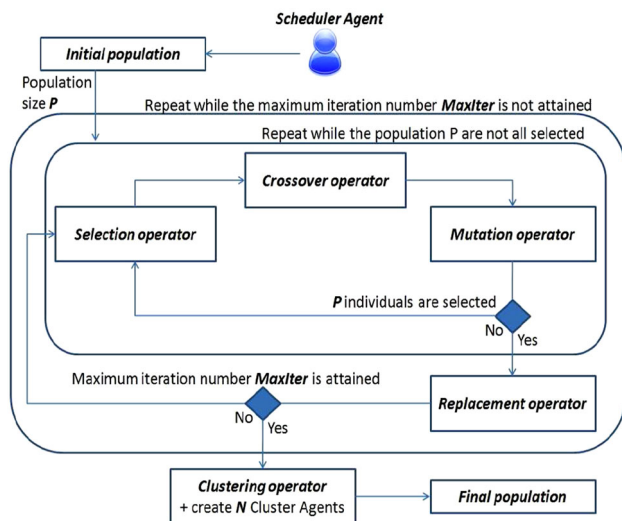 Scheduler Agent
Initial population
Population
size P
Repeat while the maximum iteration number MaxIter is not attained
Repeat while the population P are not all selected
Crossover operator
Selection operator
Mutation operator
P individuals are selected
No
Yes
Maximum iteration number MaxIter is attained
Replacement operator
No
Yes
Clustering operator
+ create N Cluster Agents
Final population